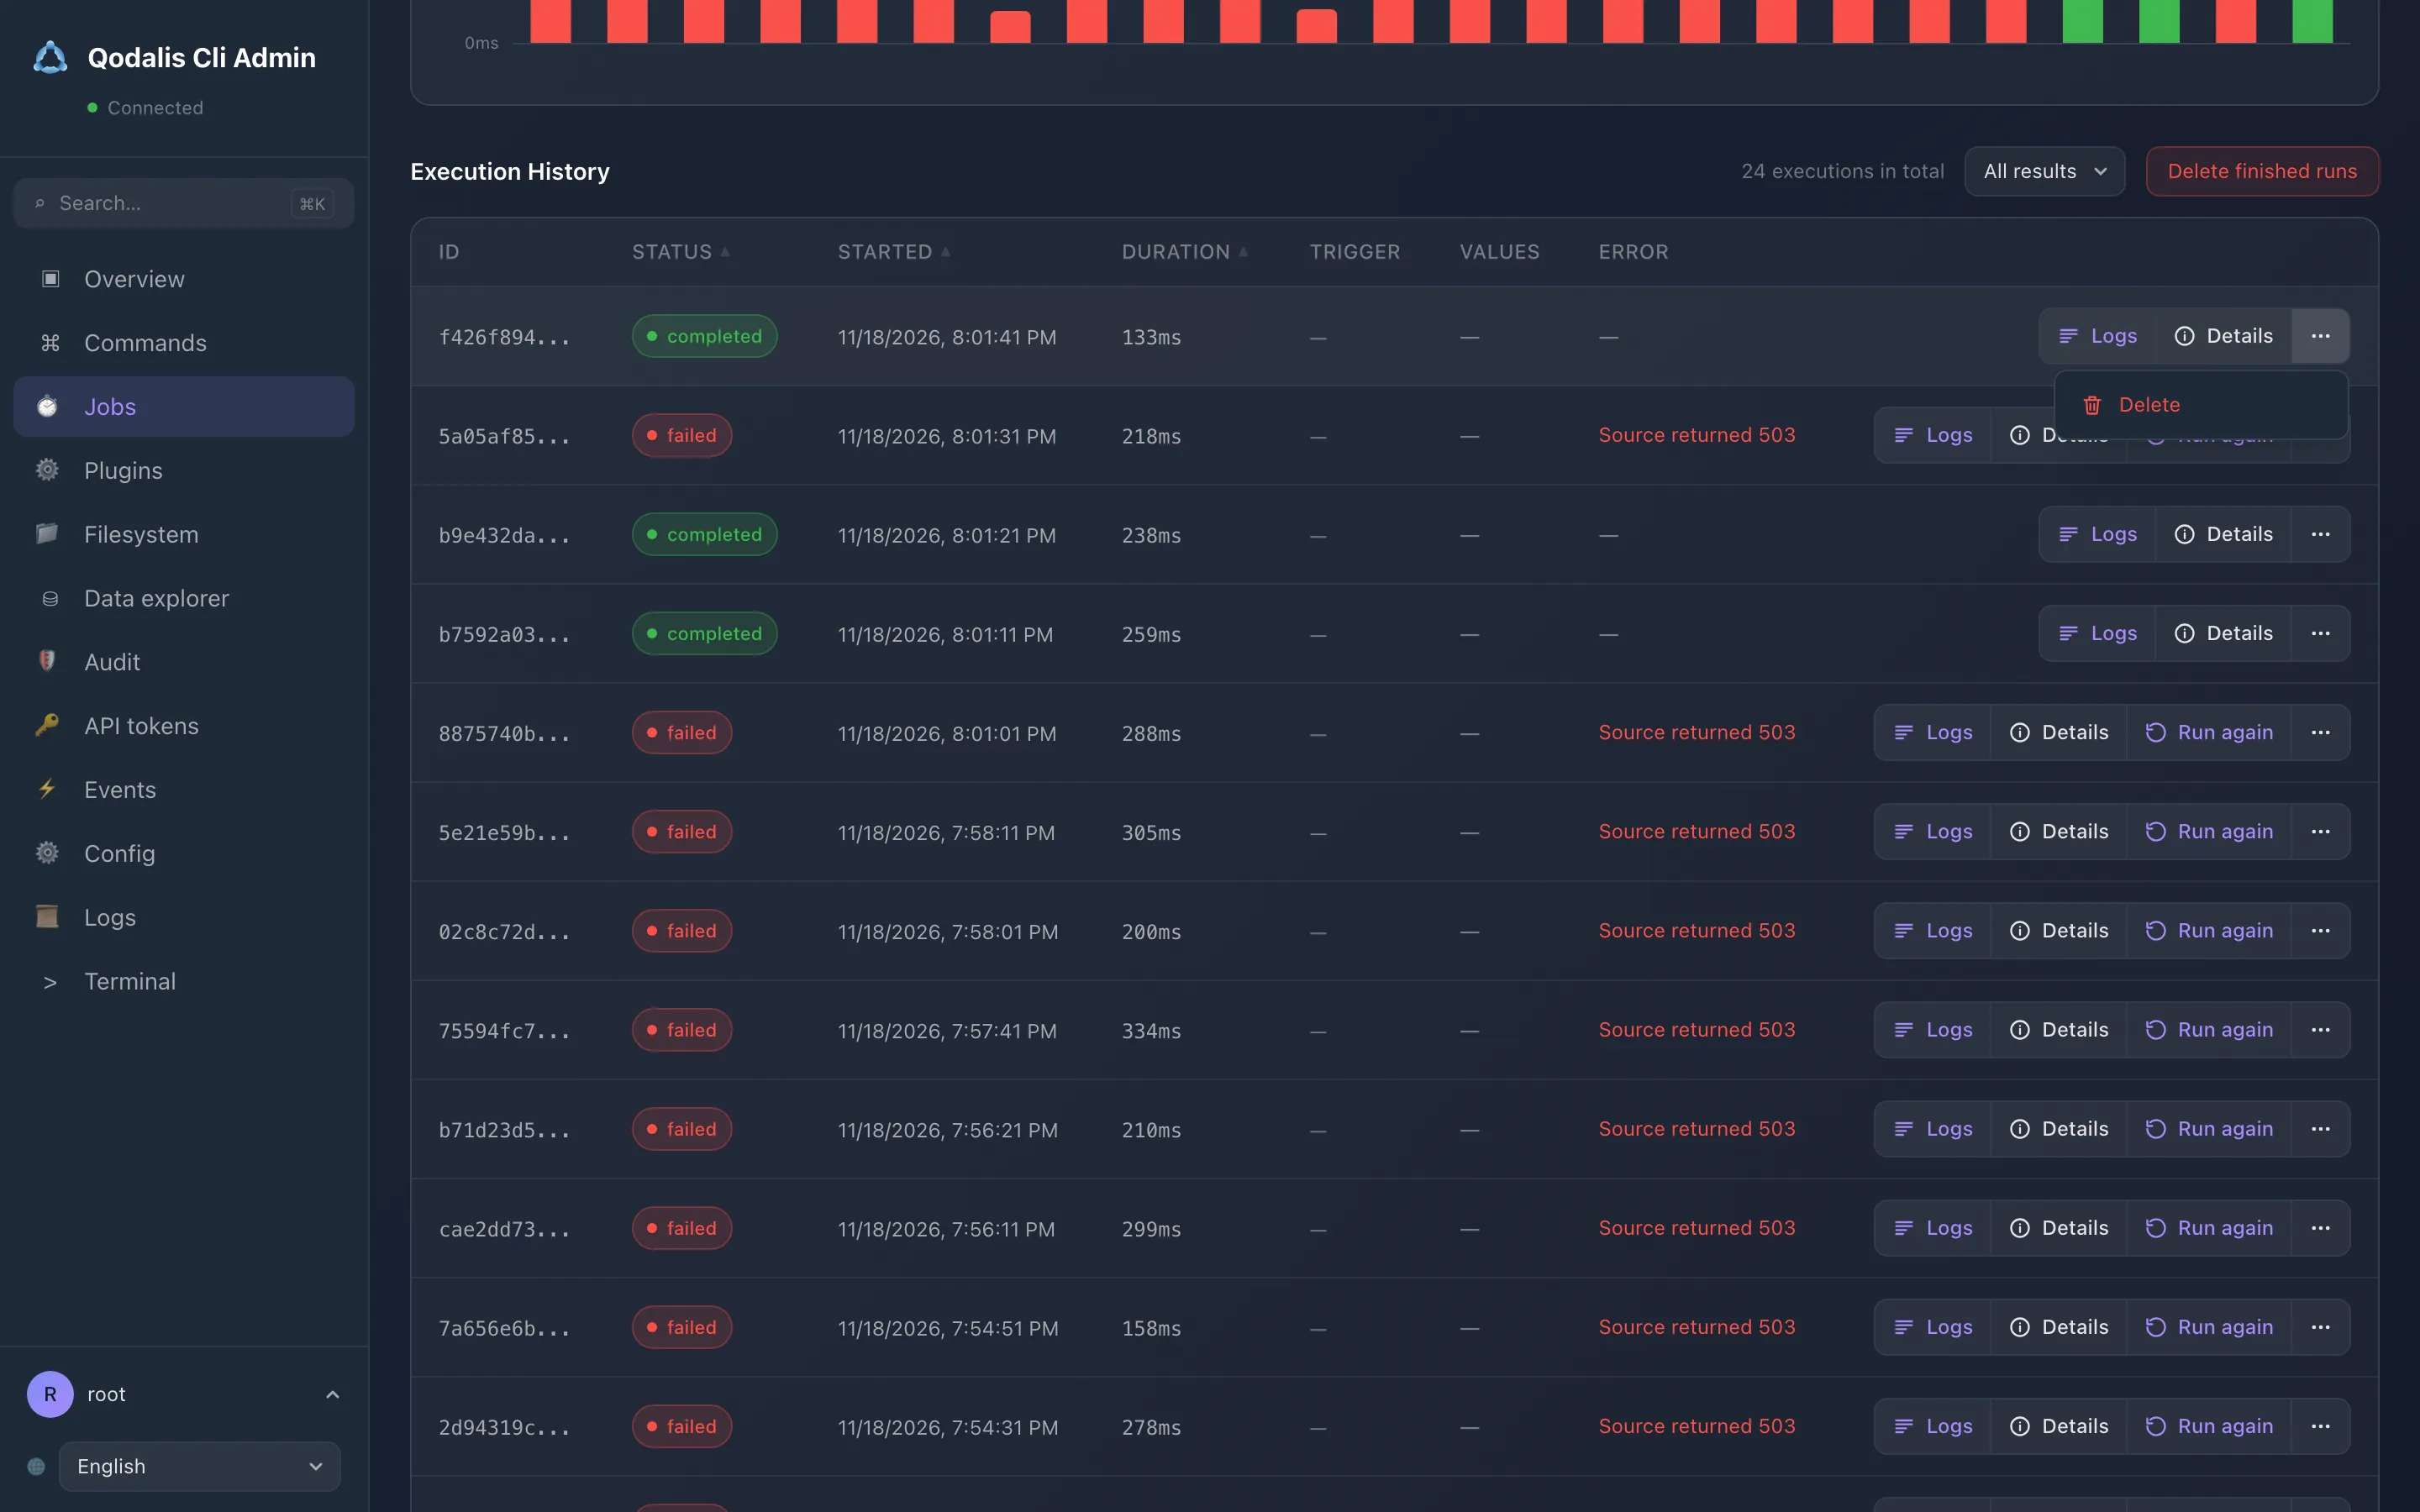 Qodalis Cli Admin
Connected
Search... ⌘K
Overview
Commands
Jobs
Plugins
Filesystem
Data explorer
Audit
API tokens
Events
Config
Logs
Terminal
R root
English
0ms
Execution History 24 executions in total All results Delete finished runs
ID STATUS STARTED DURATION TRIGGER VALUES ERROR
f426f894... completed 11/18/2026, 8:01:41 PM 133ms — — — Logs Details ...
Delete
5a05af85... failed 11/18/2026, 8:01:31 PM 218ms — — Source returned 503 Logs
b9e432da... completed 11/18/2026, 8:01:21 PM 238ms — — — Logs Details ...
b7592a03... completed 11/18/2026, 8:01:11 PM 259ms — — — Logs Details ...
8875740b... failed 11/18/2026, 8:01:01 PM 288ms — — Source returned 503 Logs Details Run again ...
5e21e59b... failed 11/18/2026, 7:58:11 PM 305ms — — Source returned 503 Logs Details Run again ...
02c8c72d... failed 11/18/2026, 7:58:01 PM 200ms — — Source returned 503 Logs Details Run again ...
75594fc7... failed 11/18/2026, 7:57:41 PM 334ms — — Source returned 503 Logs Details Run again ...
b71d23d5... failed 11/18/2026, 7:56:21 PM 210ms — — Source returned 503 Logs Details Run again ...
cae2dd73... failed 11/18/2026, 7:56:11 PM 299ms — — Source returned 503 Logs Details Run again ...
7a656e6b... failed 11/18/2026, 7:54:51 PM 158ms — — Source returned 503 Logs Details Run again ...
2d94319c... failed 11/18/2026, 7:54:31 PM 278ms — — Source returned 503 Logs Details Run again ...